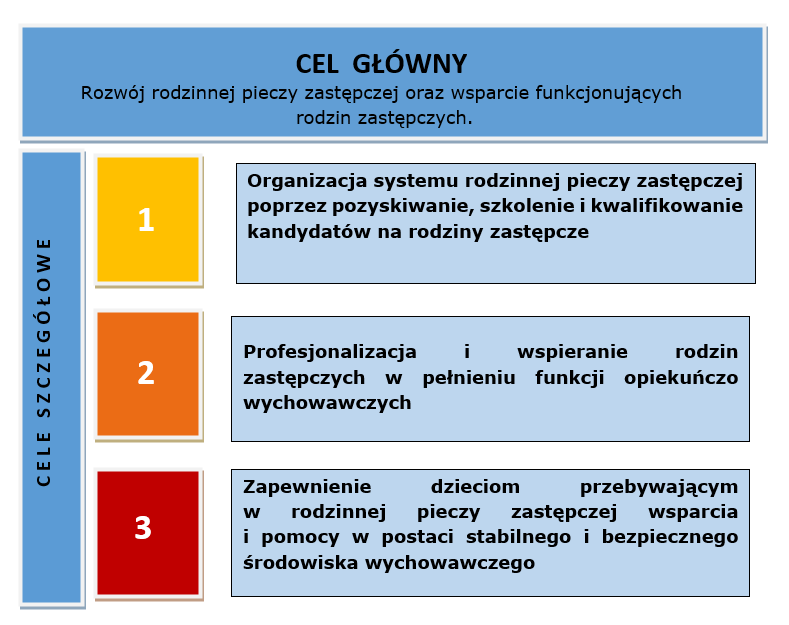 CEL GŁÓWNY
Rozwój rodzinnej pieczy zastępczej oraz wsparcie funkcjonujących
rodzin zastępczych.
CELE SZCZEGÓŁOWE
1
Organizacja systemu rodzinnej pieczy zastępczej
poprzez pozyskiwanie, szkolenie i kwalifikowanie
kandydatów na rodziny zastępcze
2
Profesjonalizacja i wspieranie rodzin
zastępczych w pełnieniu funkcji opiekuńczo
wychowawczych
3
Zapewnienie dzieciom przebywającym
w rodzinnej pieczy zastępczej wsparcia
i pomocy w postaci stabilnego i bezpiecznego
środowiska wychowawczego